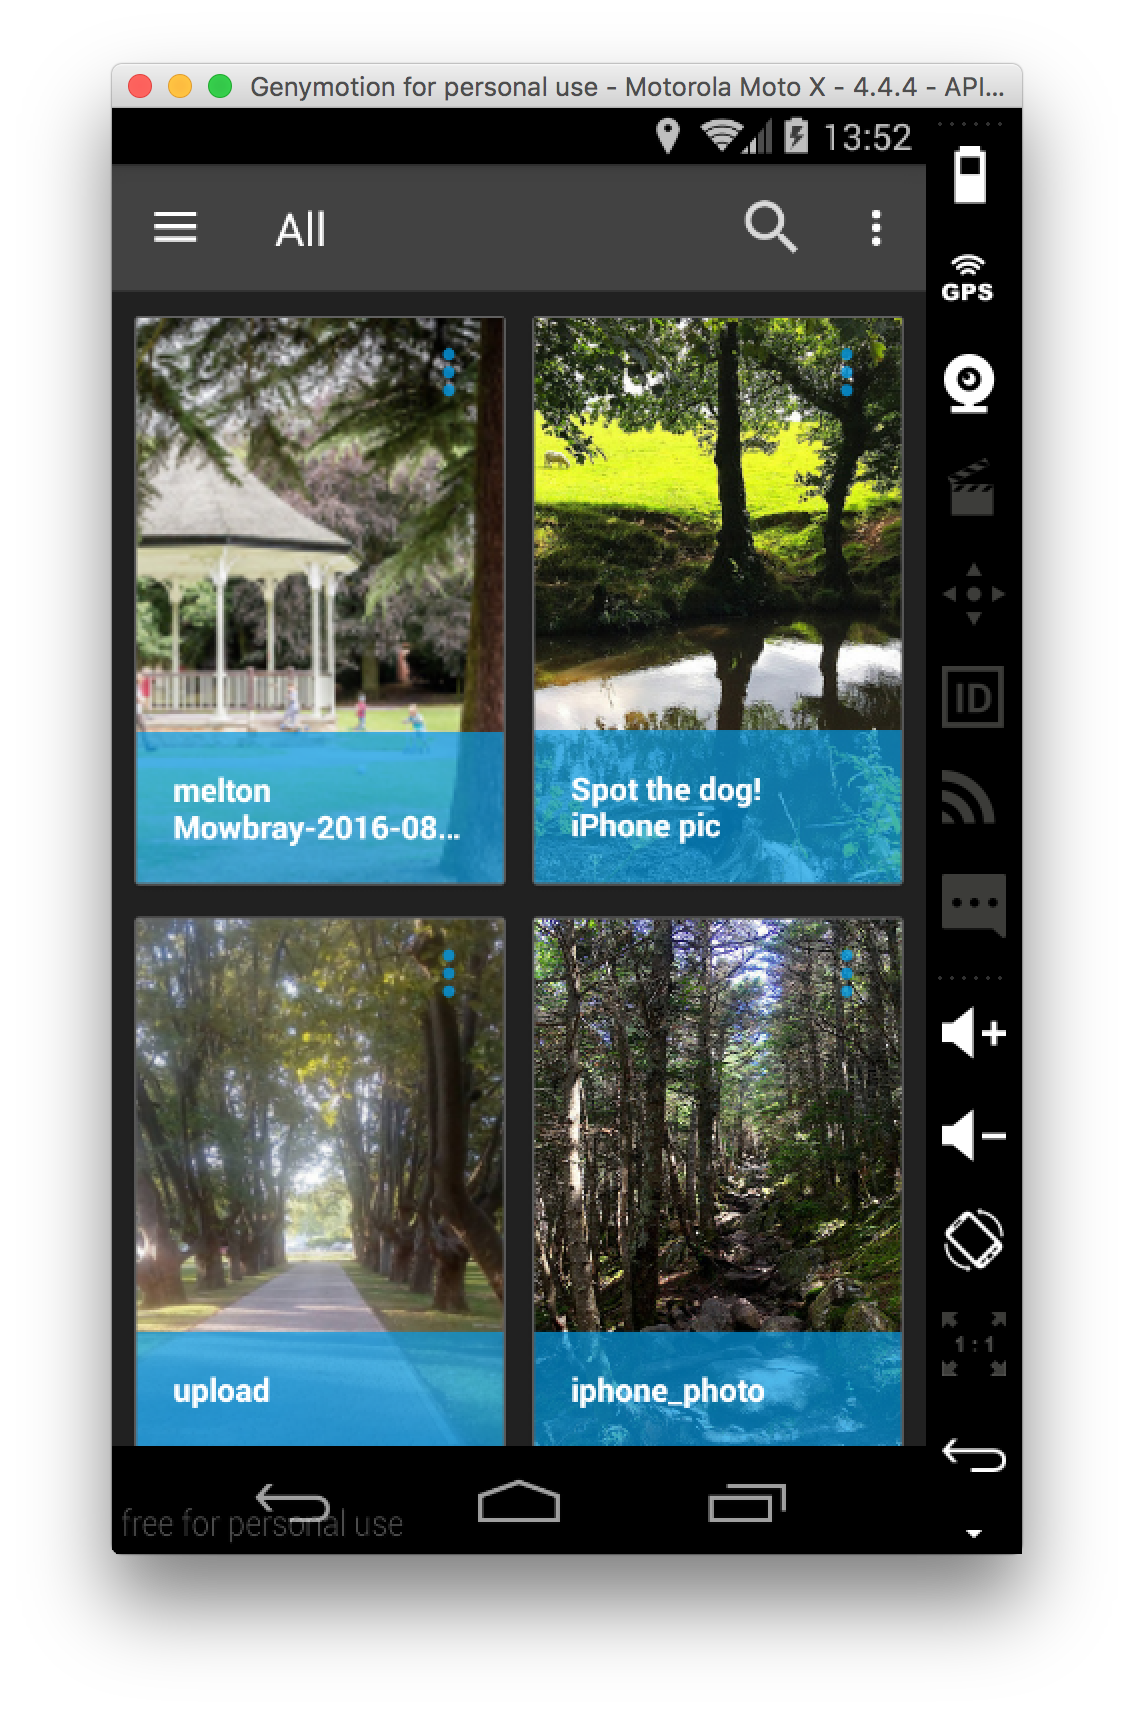 Genymotion for personal use - Motorola Moto X - 4.4.4 - API...
13:52
All
GPS
melton
Mowbray-2016-08...
Spot the dog!
iPhone pic
ID
upload
iphone_photo
1:1
free for personal use